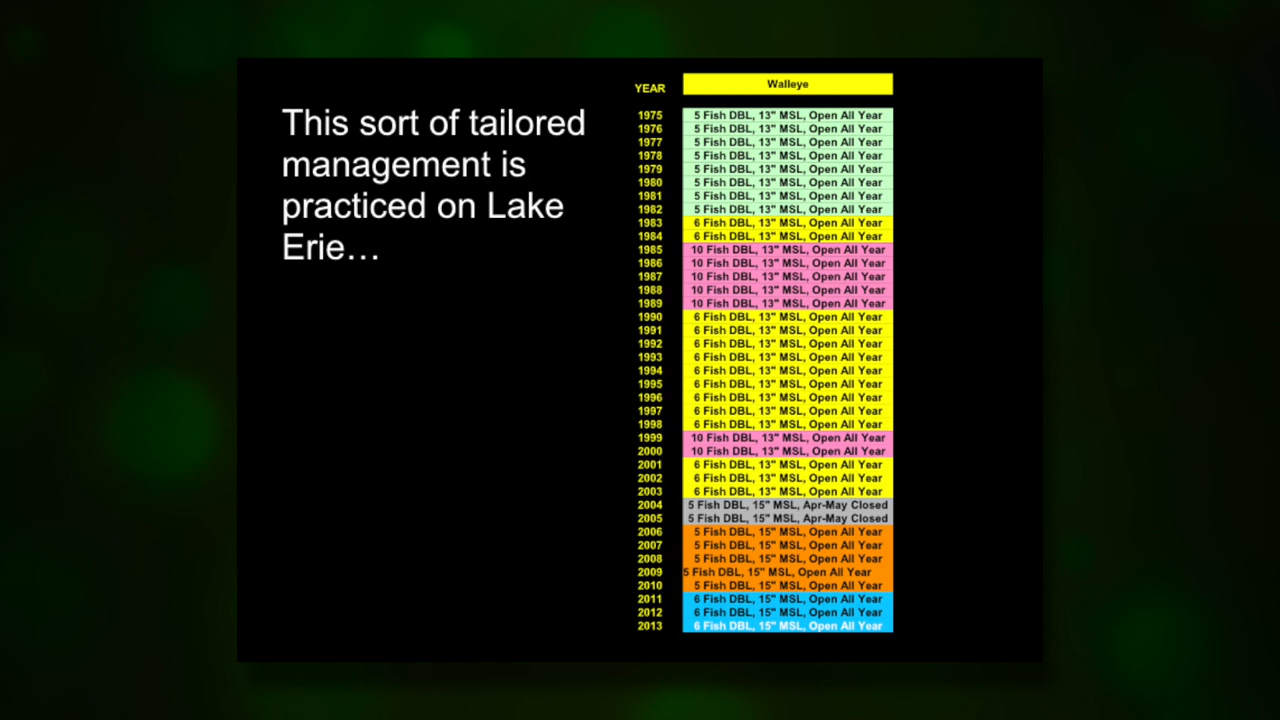 This sort of tailored
management is
practiced on Lake
Erie…
YEAR Walleye
1975 5 Fish DBL, 13" MSL, Open All Year
1976 5 Fish DBL, 13" MSL, Open All Year
1977 5 Fish DBL, 13" MSL, Open All Year
1978 5 Fish DBL, 13" MSL, Open All Year
1979 5 Fish DBL, 13" MSL, Open All Year
1980 5 Fish DBL, 13" MSL, Open All Year
1981 5 Fish DBL, 13" MSL, Open All Year
1982 5 Fish DBL, 13" MSL, Open All Year
1983 6 Fish DBL, 13" MSL, Open All Year
1984 6 Fish DBL, 13" MSL, Open All Year
1985 10 Fish DBL, 13" MSL, Open All Year
1986 10 Fish DBL, 13" MSL, Open All Year
1987 10 Fish DBL, 13" MSL, Open All Year
1988 10 Fish DBL, 13" MSL, Open All Year
1989 10 Fish DBL, 13" MSL, Open All Year
1990 6 Fish DBL, 13" MSL, Open All Year
1991 6 Fish DBL, 13" MSL, Open All Year
1992 6 Fish DBL, 13" MSL, Open All Year
1993 6 Fish DBL, 13" MSL, Open All Year
1994 6 Fish DBL, 13" MSL, Open All Year
1995 6 Fish DBL, 13" MSL, Open All Year
1996 6 Fish DBL, 13" MSL, Open All Year
1997 6 Fish DBL, 13" MSL, Open All Year
1998 6 Fish DBL, 13" MSL, Open All Year
1999 10 Fish DBL, 13" MSL, Open All Year
2000 10 Fish DBL, 13" MSL, Open All Year
2001 6 Fish DBL, 13" MSL, Open All Year
2002 6 Fish DBL, 13" MSL, Open All Year
2003 6 Fish DBL, 13" MSL, Open All Year
2004 5 Fish DBL, 15" MSL, Apr-May Closed
2005 5 Fish DBL, 15" MSL, Apr-May Closed
2006 5 Fish DBL, 15" MSL, Open All Year
2007 5 Fish DBL, 15" MSL, Open All Year
2008 5 Fish DBL, 15" MSL, Open All Year
2009 5 Fish DBL, 15" MSL, Open All Year
2010 5 Fish DBL, 15" MSL, Open All Year
2011 6 Fish DBL, 15" MSL, Open All Year
2012 6 Fish DBL, 15" MSL, Open All Year
2013 6 Fish DBL, 15" MSL, Open All Year